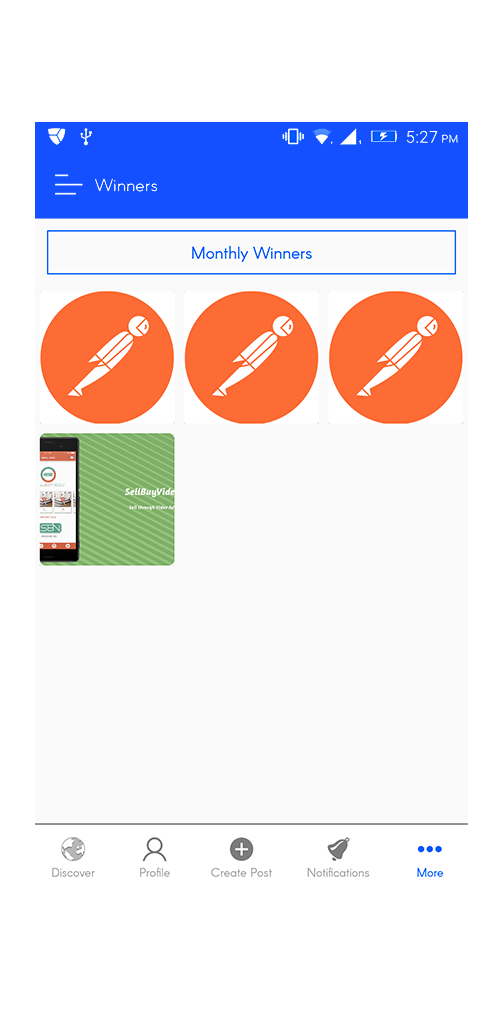 5:27 PM
Winners
Monthly Winners
SellBuyVide
Sell through Video Ad
SBN
Discover
Profile
Create Post
Notifications
More